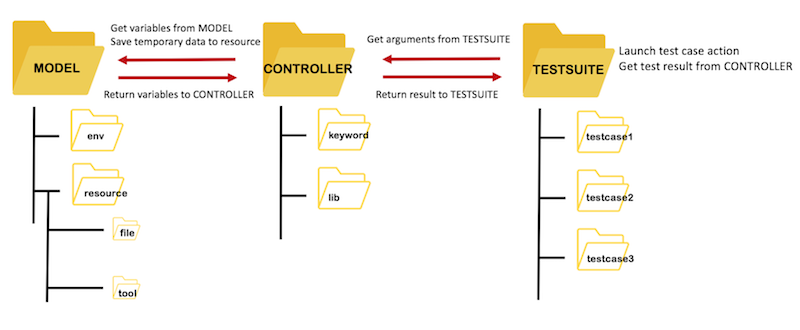 Get variables from MODEL
Save temporary data to resource
Get arguments from TESTSUITE
Launch test case action
Get test result from CONTROLLER
MODEL
CONTROLLER
TESTSUITE
Return variables to CONTROLLER
Return result to TESTSUITE
env
keyword
testcase1
resource
lib
testcase2
file
testcase3
tool